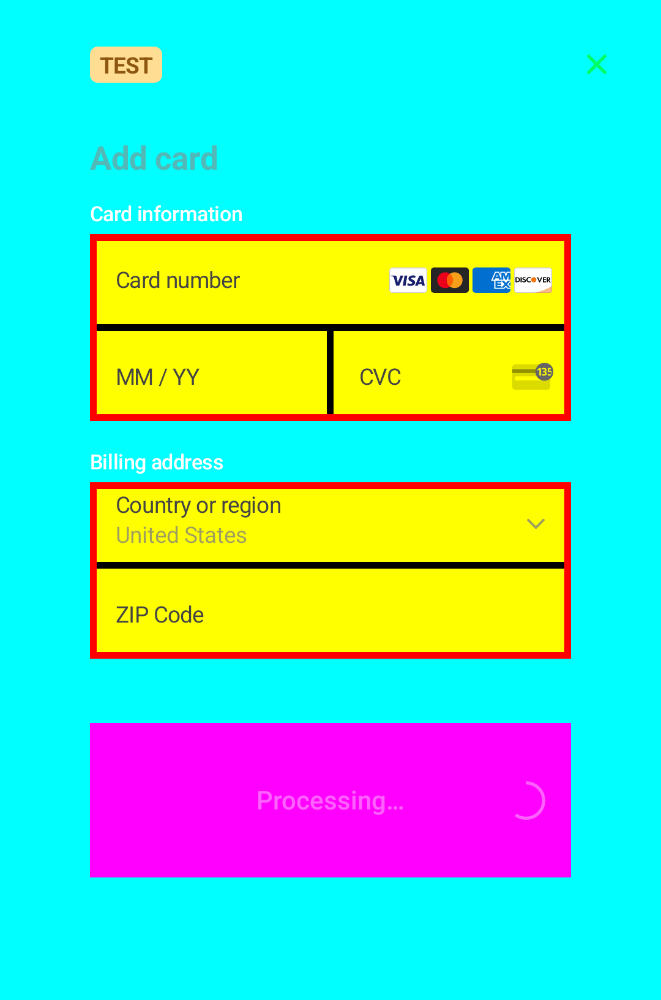 TEST
Add card
Card information
Card number VISA AM EX DISCOVER
MM / YY CVC 135
Billing address
Country or region
United States
ZIP Code
Processing…